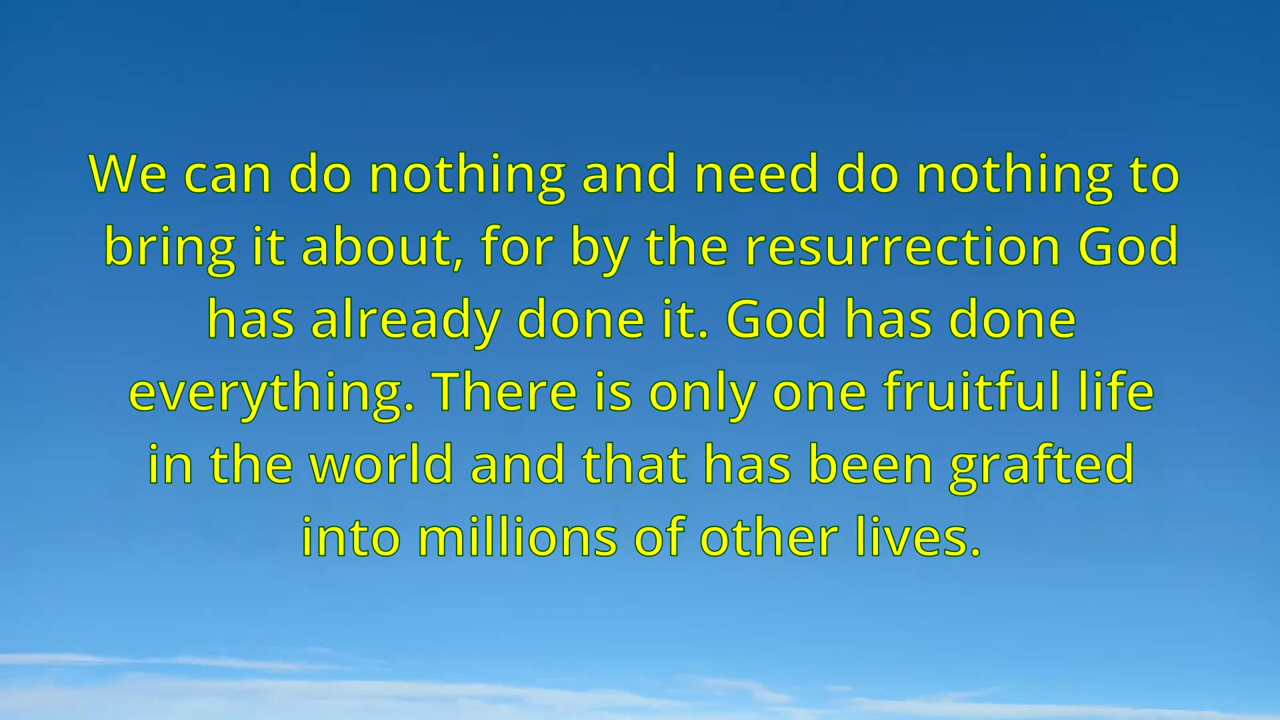 We can do nothing and need do nothing to
bring it about, for by the resurrection God
has already done it. God has done
everything. There is only one fruitful life
in the world and that has been grafted
into millions of other lives.